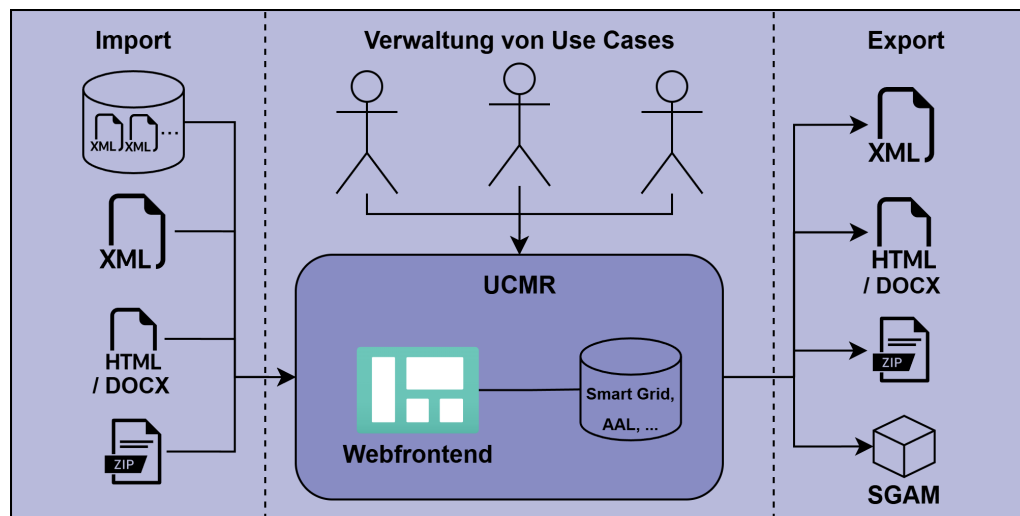 Import
Verwaltung von Use Cases
Export
XML
XML
...
XML
HTML
/ DOCX
ZIP
UCMR
Webfrontend
Smart Grid,
AAL, ...
XML
HTML
/ DOCX
ZIP
SGAM